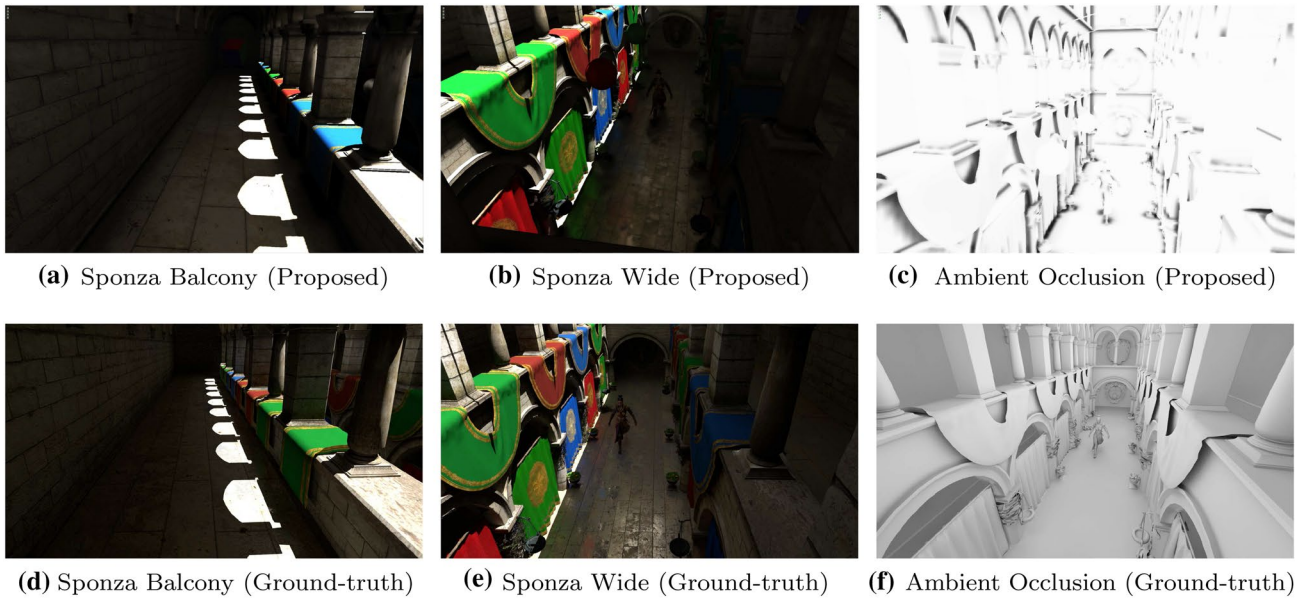 (a) Sponza Balcony (Proposed)
(b) Sponza Wide (Proposed)
(c) Ambient Occlusion (Proposed)
(d) Sponza Balcony (Ground-truth)
(e) Sponza Wide (Ground-truth)
(f) Ambient Occlusion (Ground-truth)